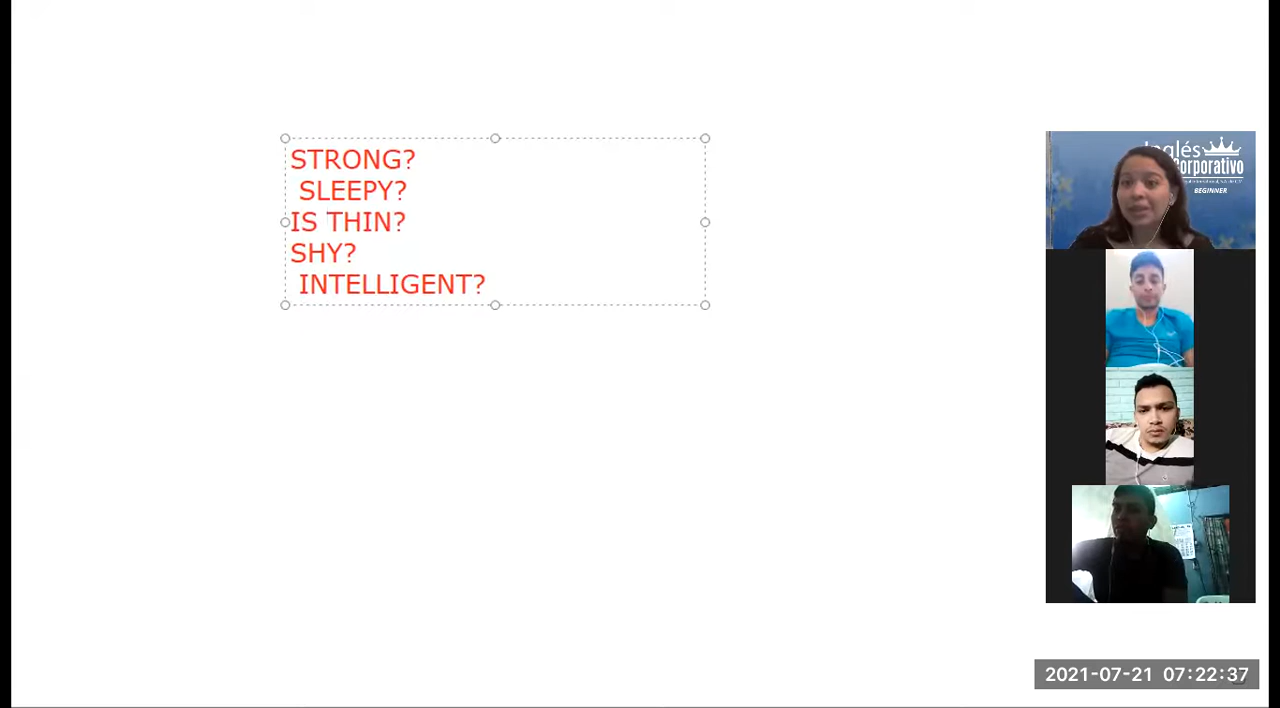 STRONG?
SLEEPY?
IS THIN?
SHY?
INTELLIGENT?
Inglés
Corporativo
BEGINNER
2021-07-21 07:22:37